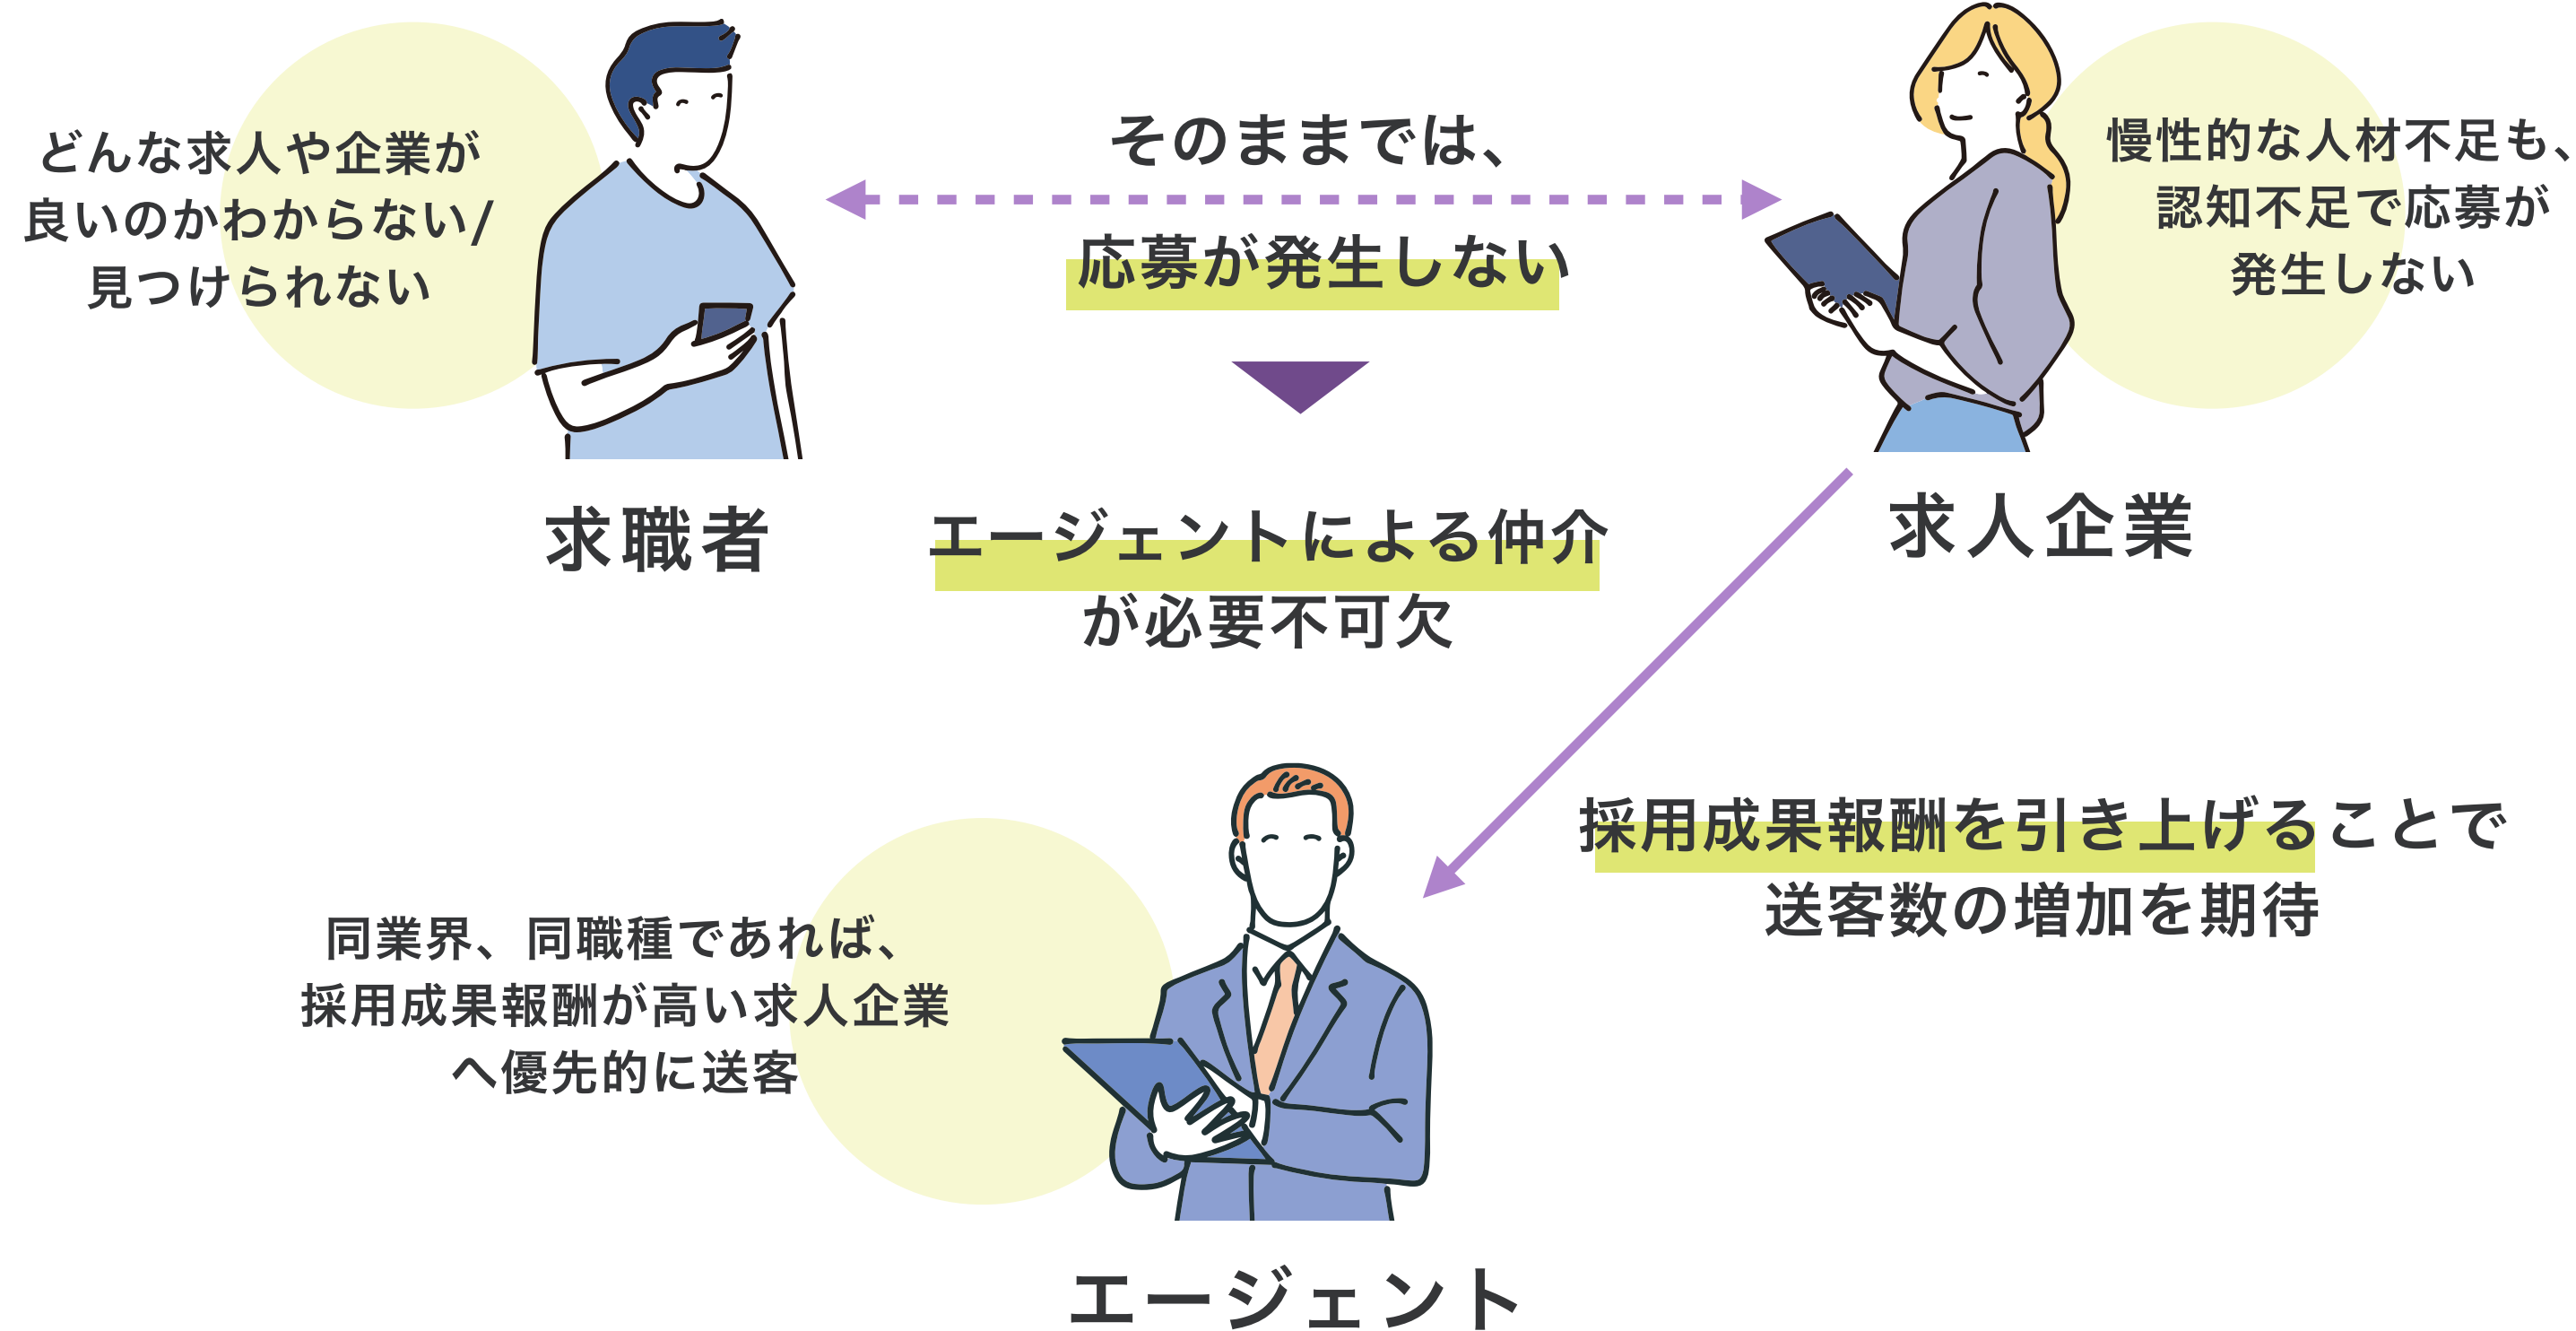 どんな求人や企業が
良いのかわからない/
見つけられない
求職者
そのままでは、
応募が発生しない
エージェントによる仲介
が必要不可欠
慢性的な人材不足も、
認知不足で応募が
発生しない
求人企業
採用成果報酬を引き上げることで
送客数の増加を期待
同業界、同職種であれば、
採用成果報酬が高い求人企業
へ優先的に送客
エージェント